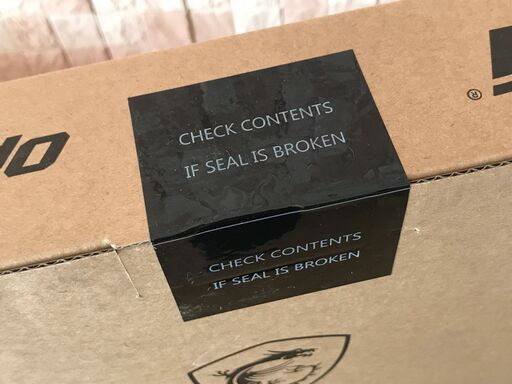 CHECK CONTENTS
IF SEAL IS BROKEN
®
CHECK CONTENTS
IF SEAL IS BROKEN